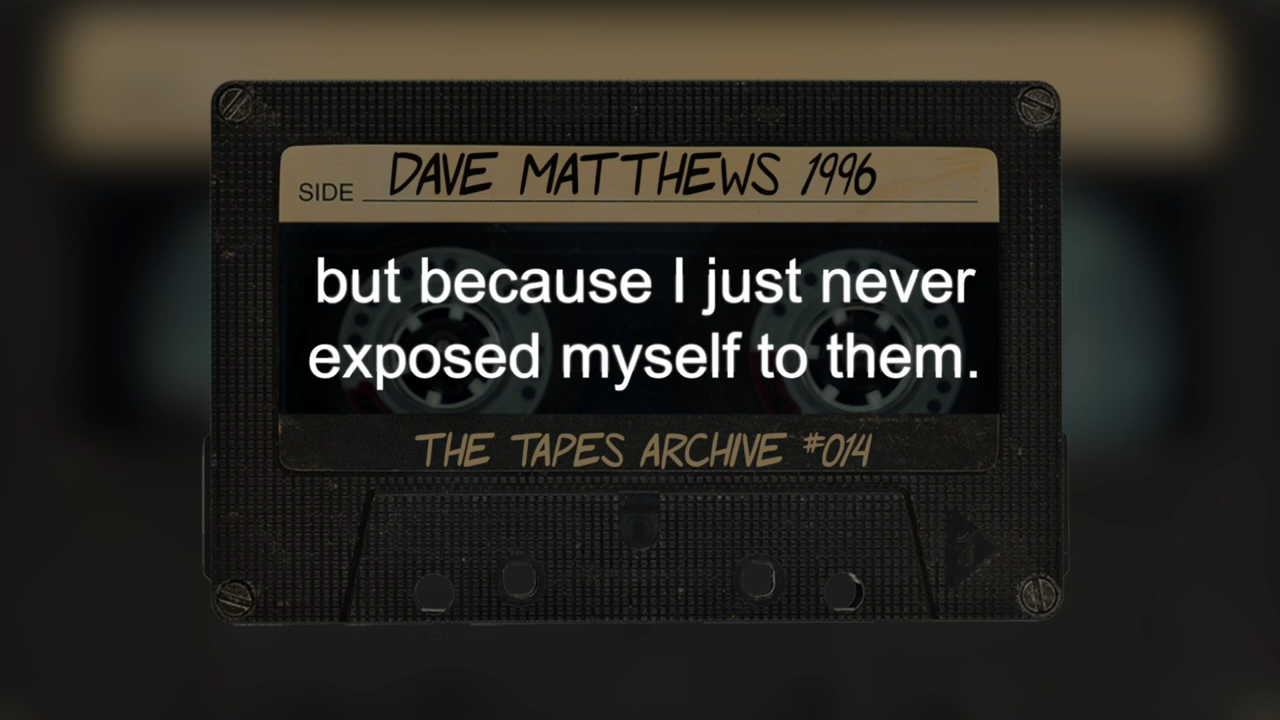 DAVE MATTHEWS 1996
SIDE
but because I just never
exposed myself to them.
THE TAPES ARCHIVE #014